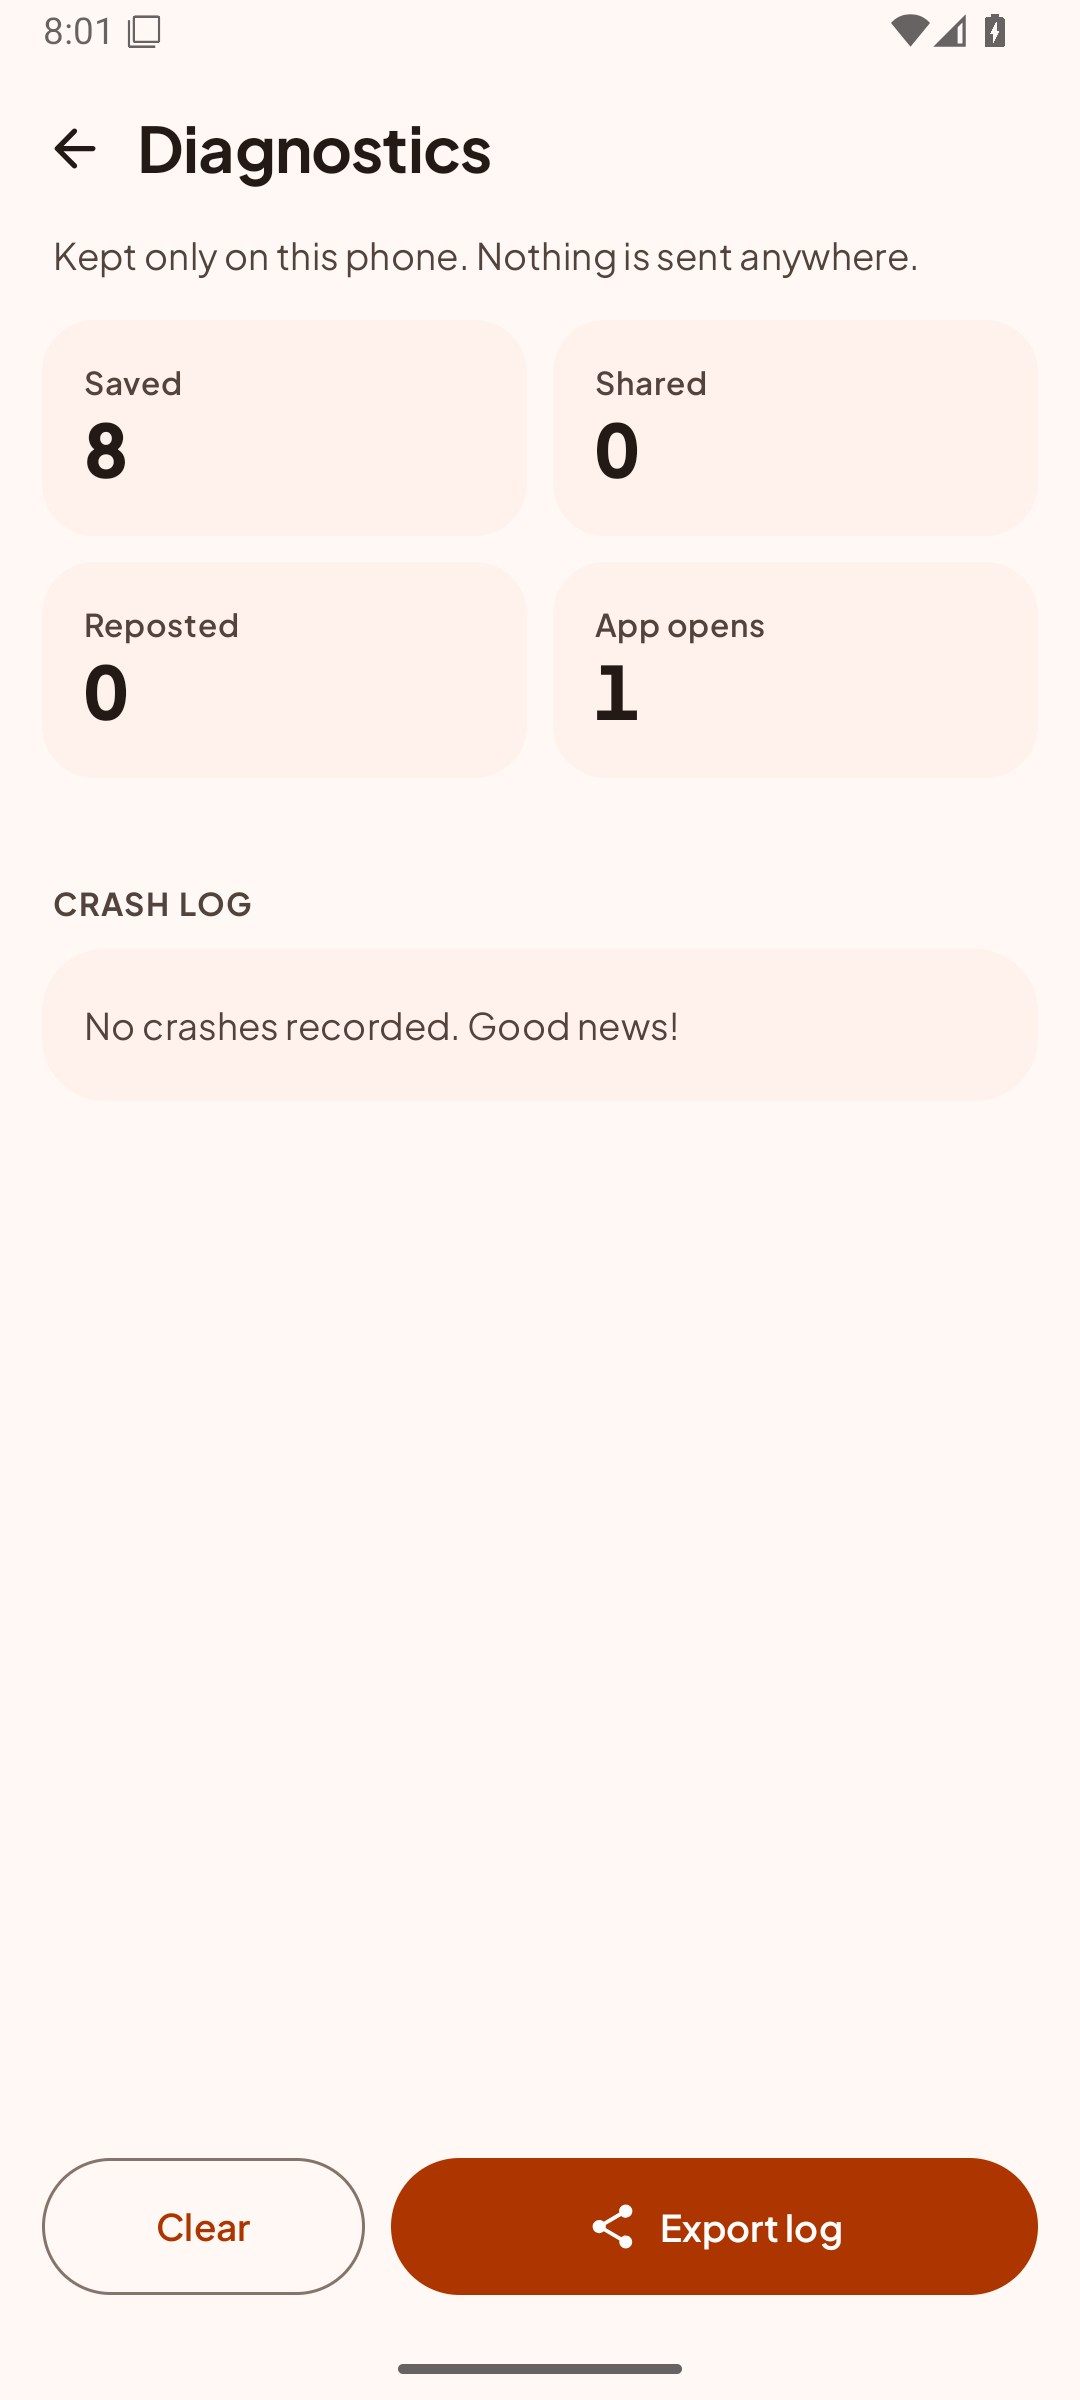 8:01
Diagnostics
Kept only on this phone. Nothing is sent anywhere.
Saved
8
Shared
0
Reposted
0
App opens
1
CRASH LOG
No crashes recorded. Good news!
Clear
Export log